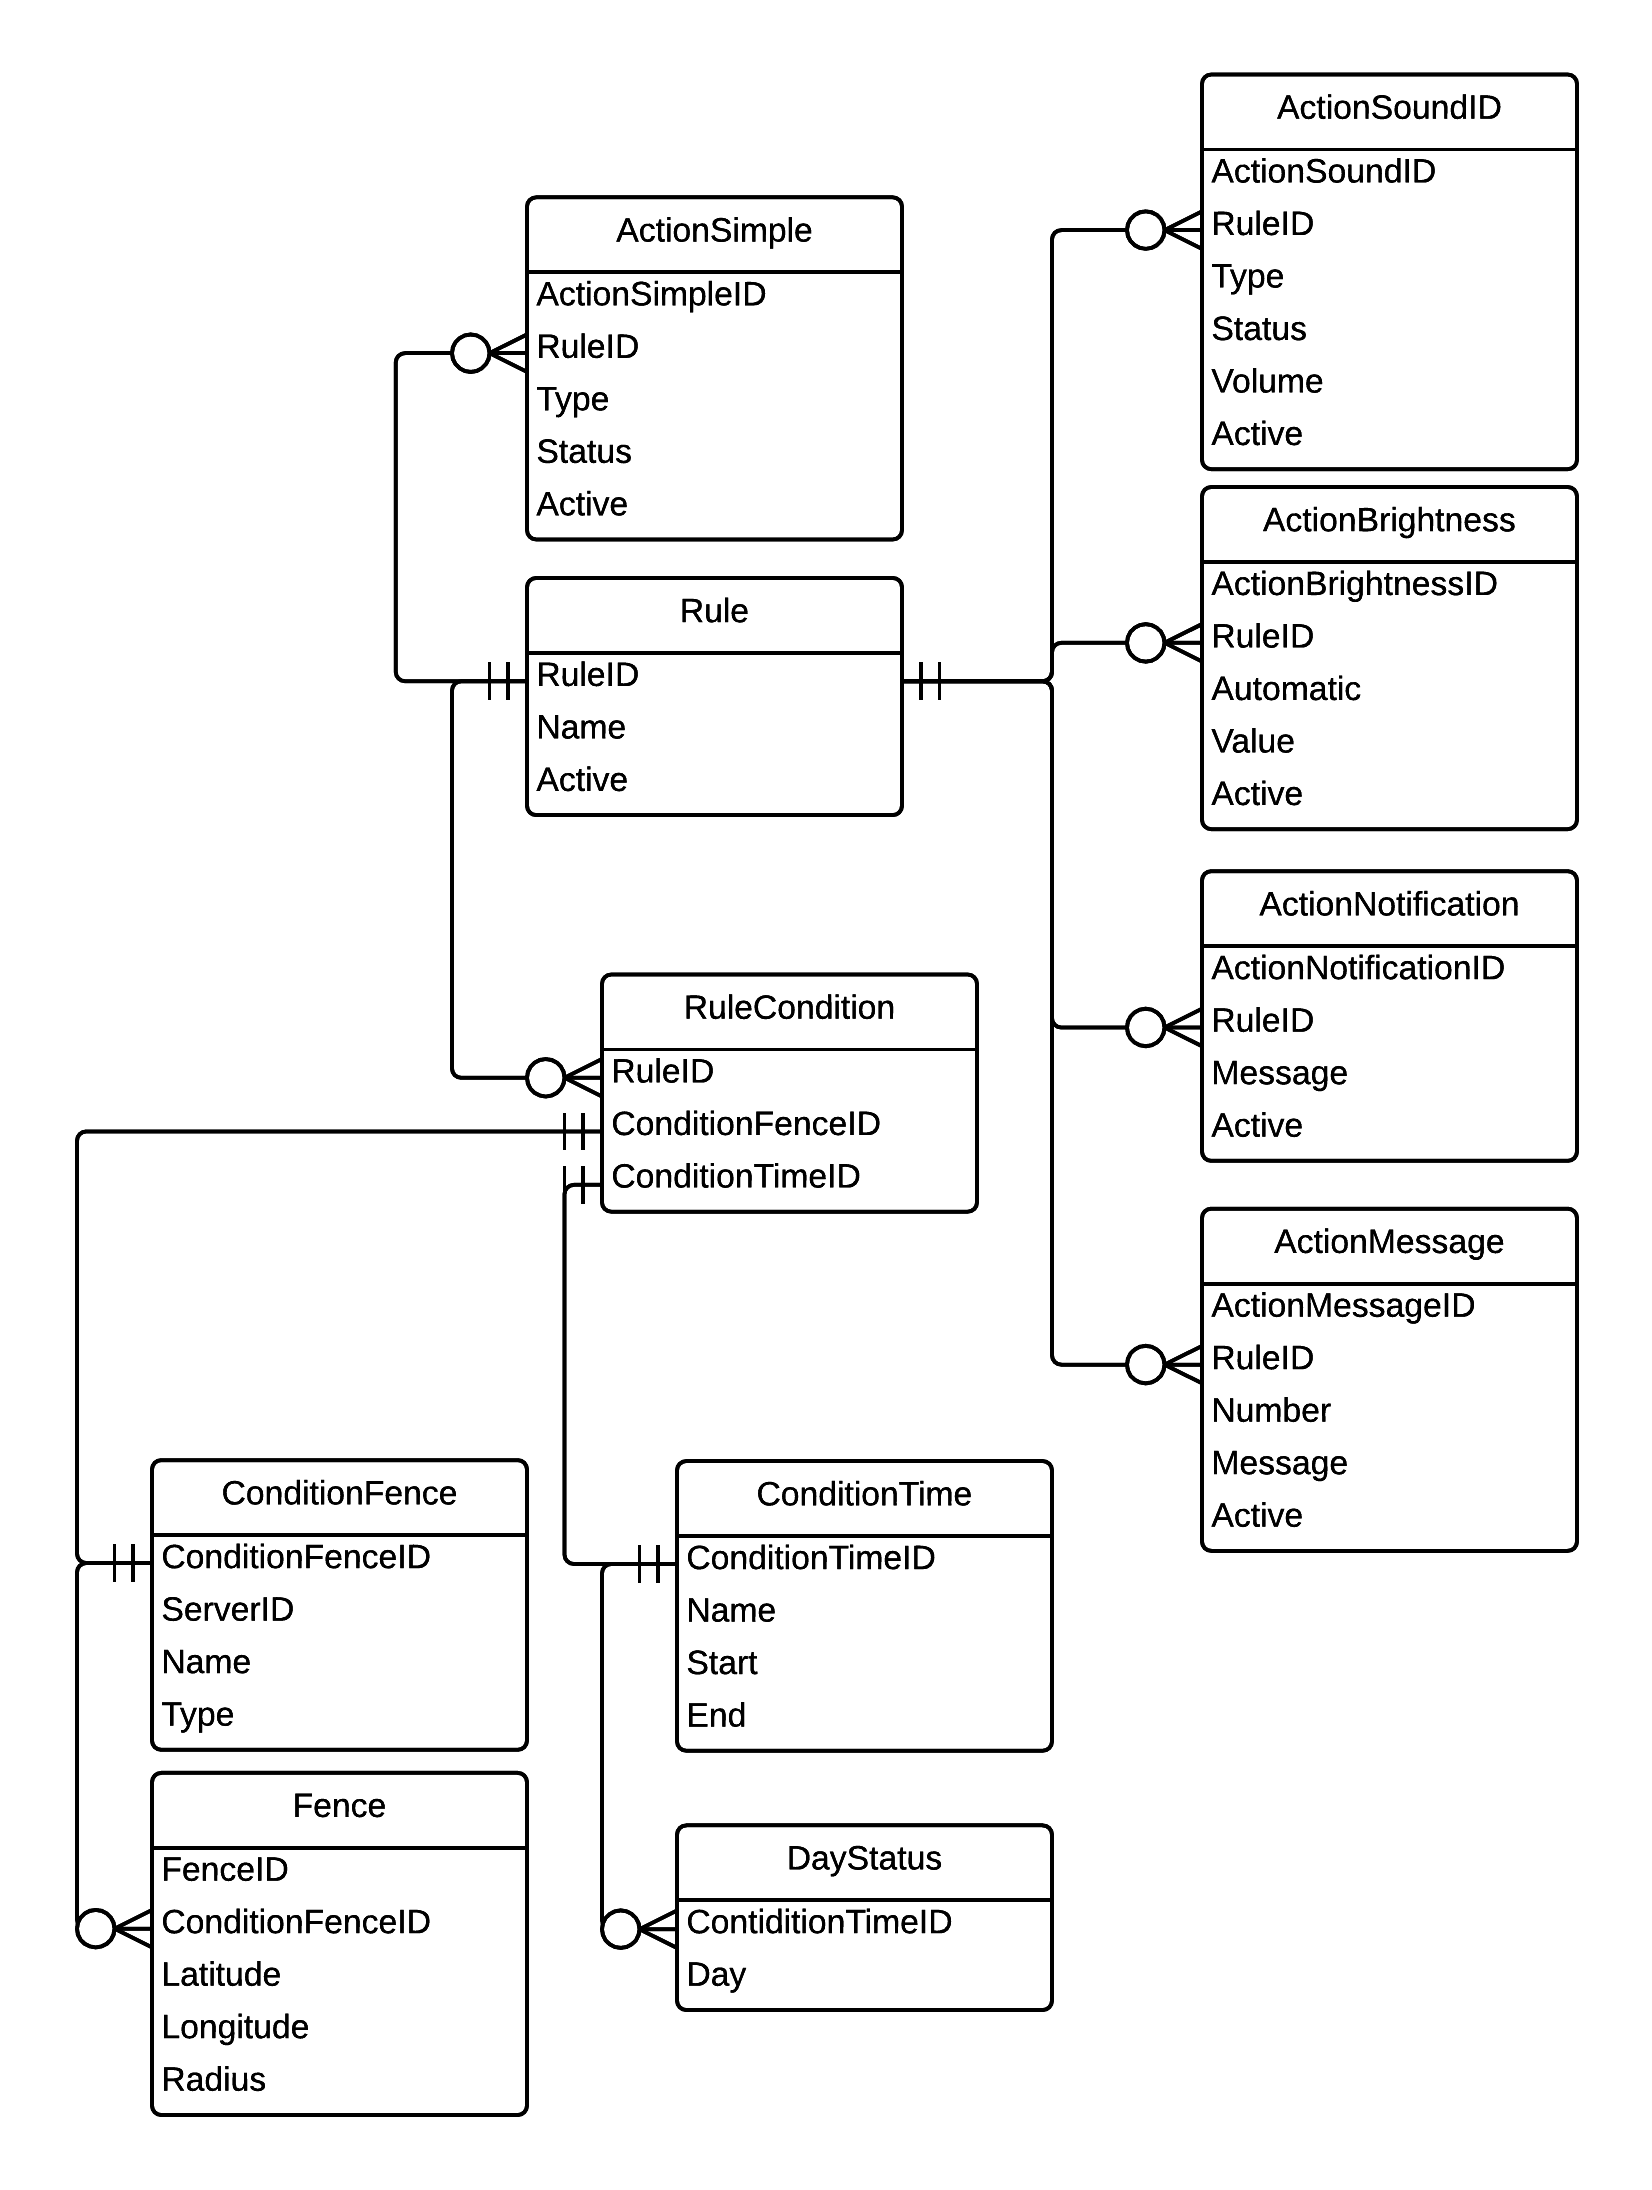 ActionSoundID
ActionSoundID
RuleID
Type
Status
Volume
Active
ActionSimple
ActionSimpleID
RuleID
Type
Status
Active
ActionBrightness
ActionBrightnessID
RuleID
Automatic
Value
Active
Rule
RuleID
Name
Active
ActionNotification
ActionNotificationID
RuleID
Message
Active
RuleCondition
RuleID
ConditionFenceID
ConditionTimeID
ActionMessage
ActionMessageID
RuleID
Number
Message
Active
ConditionFence
ConditionFenceID
ServerID
Name
Type
ConditionTime
ConditionTimeID
Name
Start
End
Fence
FenceID
ConditionFenceID
Latitude
Longitude
Radius
DayStatus
ContiditionTimeID
Day